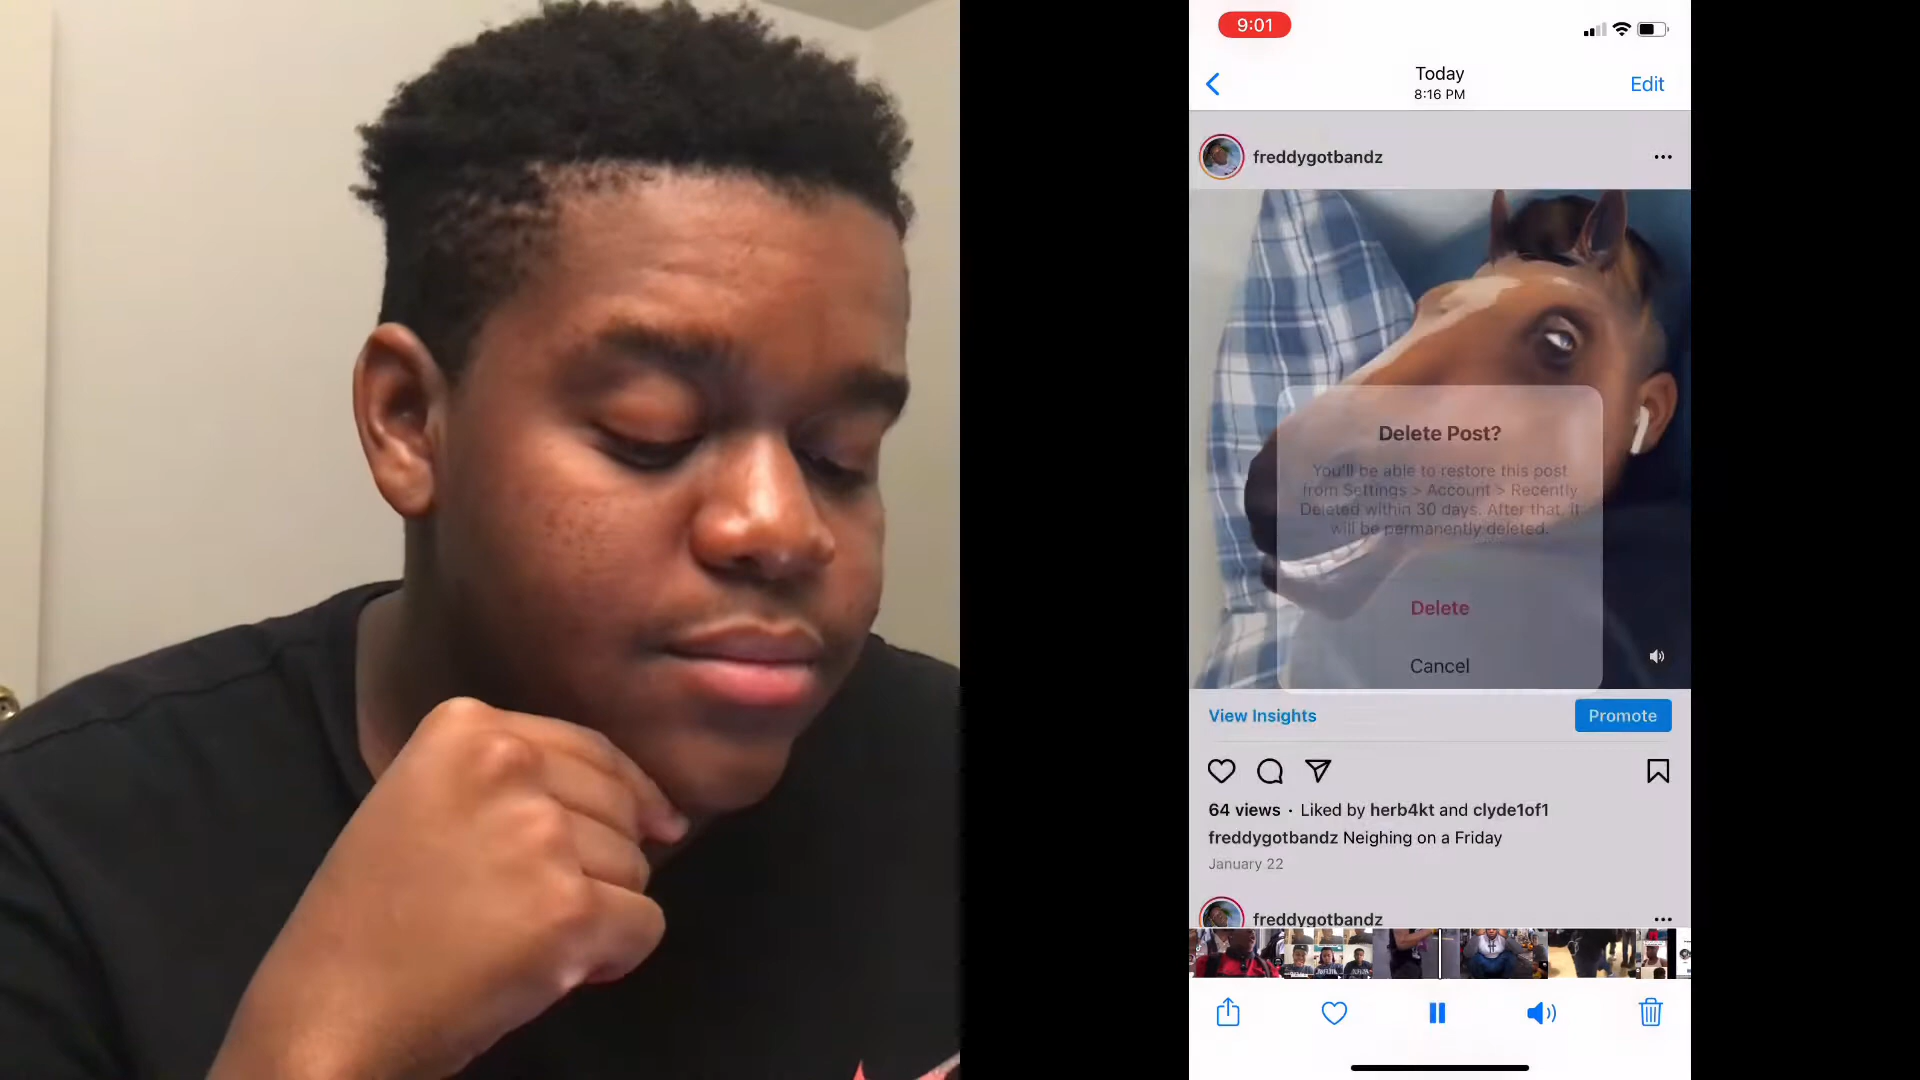 9:01
Today
8:16 PM
Edit
freddygotbandz
Delete Post?
You'll be able to restore this post
from Settings > Account > Recently
Deleted within 30 days. After that, it
will be permanently deleted.
Delete
Cancel
View Insights
Promote
64 views · Liked by herb4kt and clyde1of1
freddygotbandz Neighing on a Friday
January 22
freddygotbandz